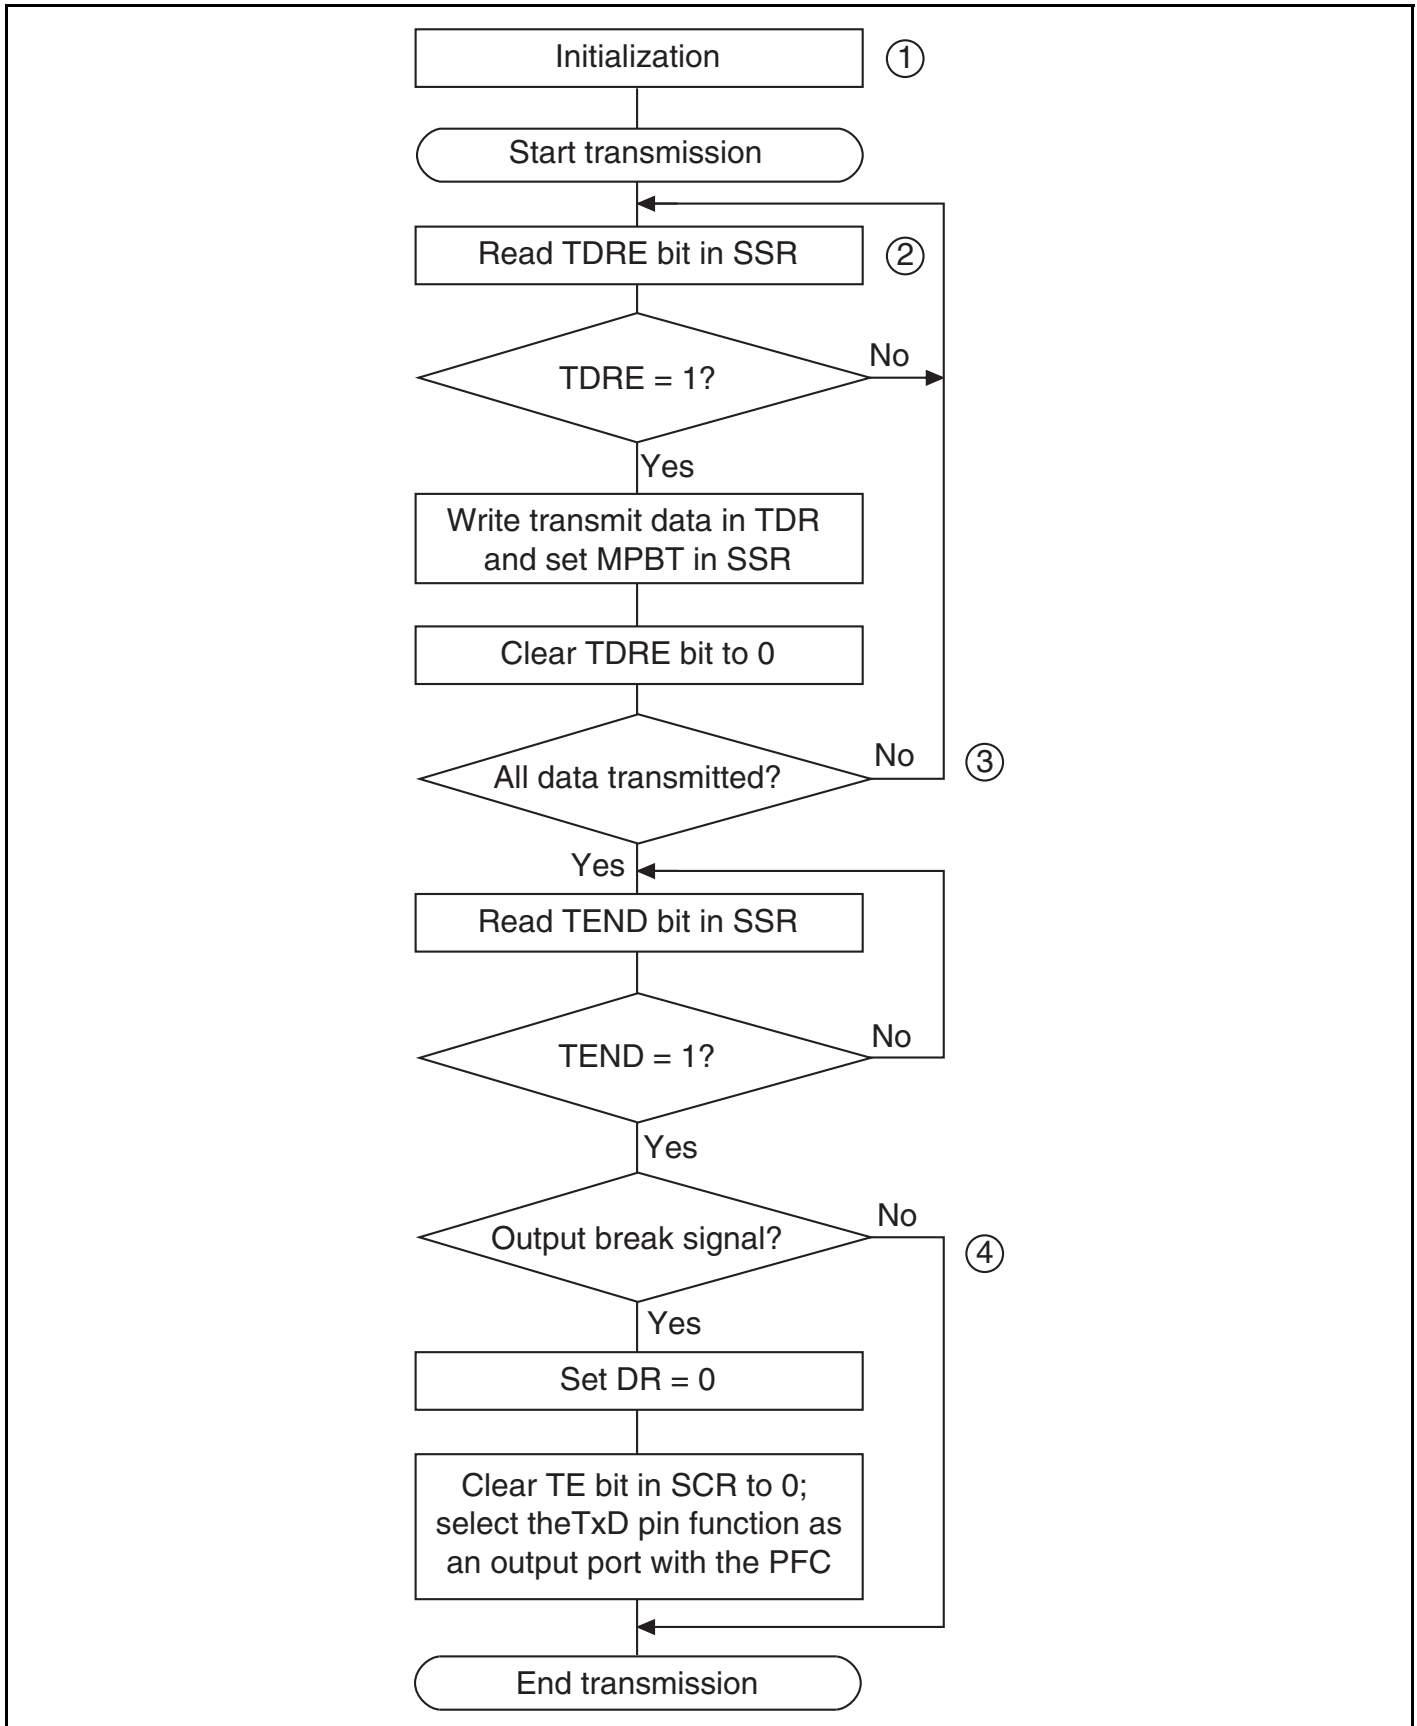 Initialization
①
Start transmission
Read TDRE bit in SSR
②
TDRE = 1?
No
Yes
Write transmit data in TDR
and set MPBT in SSR
Clear TDRE bit to 0
All data transmitted?
No
③
Yes
Read TEND bit in SSR
TEND = 1?
No
Yes
Output break signal?
No
④
Yes
Set DR = 0
Clear TE bit in SCR to 0;
select theTxD pin function as
an output port with the PFC
End transmission